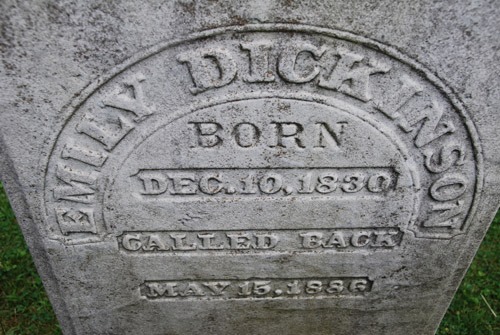 EMILY DICKINSON
BORN
DEC. 10, 1830
CALLED BACK
MAY 15, 1886